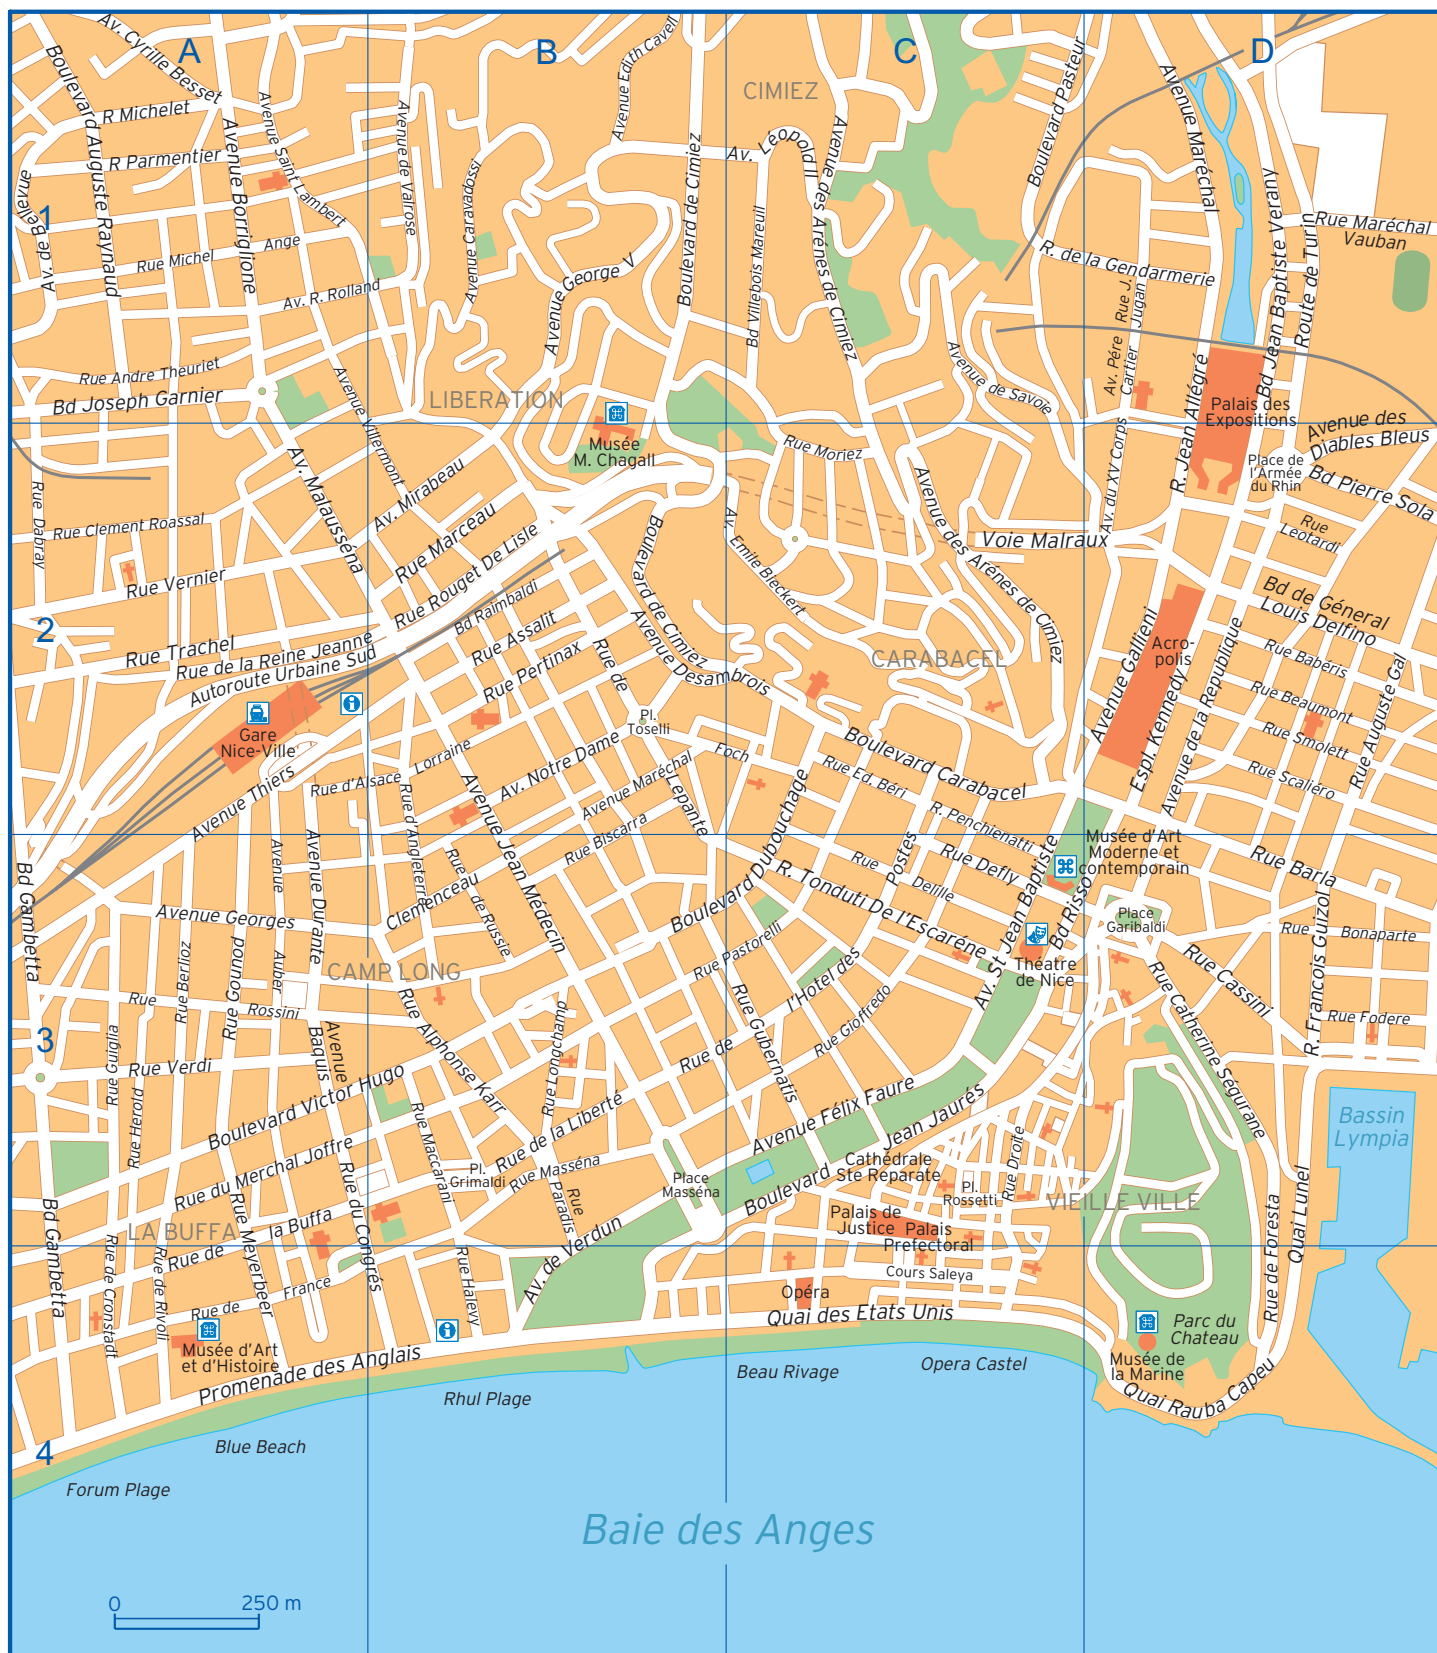 A
B
C
D
1
2
3
4
Av. Cyrille Besset
Boulevard Auguste Raynaud
R Michelet
R Parmentier
Avenue Borriglione
Avenue Saint Lambert
Avenue de Valrose
Avenue Caravadossi
Avenue Edith Cavell
CIMIEZ
Av. Léopold II
Avenue des Arénes de Cimiez
Boulevard Pasteur
Avenue Maréchal
Av. de Bellevue
Rue Michel
Ange
Av. R. Rolland
Avenue George V
Boulevard de Cimiez
Bd Villebois Mareuil
R. de la Gendarmerie
Av. Pére
Rue J.
Jugan
Cartier
Bd Jean Baptiste Verany
Route de Turin
Rue Maréchal
Vauban
Rue Andre Theuriet
Bd Joseph Garnier
Avenue Villermont
LIBERATION
Musée
M. Chagall
Avenue de Savoie
Rue Moriez
Av. du XV Corps
R. Jean Allégre
Palais des
Expositions
Avenue des
Diables Bleus
Place de
l'Armée
du Rhin
Bd Pierre Sola
Rue Dabray
Rue Clement Roassal
Av. Malausséna
Av. Mirabeau
Rue Marceau
Rue Rouget De Lisle
Bd Raimbaldi
Rue Vernier
Rue Trachel
Rue de la Reine Jeanne
Autoroute Urbaine Sud
Rue Assalit
Rue Pertinax
Rue de
Boulevard de Cimiez
Avenue Desambrois
Av.
Emile Bleckert
Avenue des Arénes de Cimiez
Voie Malraux
Rue
Leotardi
Bd de Géneral
Louis Delfino
Rue Baberis
Rue Beaumont
Rue Smolett
Rue Scaliéro
Rue Auguste Gal
CARABACEL
Acro-
polis
Avenue Gallieni
Espl. Kennedy
Avenue de la Republique
Gare
Nice-Ville
Avenue Thiers
Rue d'Alsace
Lorraine
Av. Notre Dame
Pl.
Toselli
Foch
Avenue Maréchal
Lepante
Rue Biscarra
Boulevard Carabacel
Rue Ed. Béri
R. Penchienatti
Postes
Rue Defly
Rue
Delille
R. Tonduti De l'Escaréne
Boulevard Dubouchage
Rue d'Angleterre
Avenue Jean Médecin
Clemenceau
Rue
de Russie
Bd Gambetta
Avenue Georges
Avenue
Auber
Avenue Durante
Rue Berlioz
Rue Gounod
CAMP LONG
Rue
Rossini
Avenue
Baquis
Rue Alphonse Karr
Rue Pastorelli
l'Hotel des
Rue Gioffredo
Rue Gubernatis
Rue de
Av. St Jean Baptiste
Bd Risso
Musée d'Art
Moderne et
contemporain
Théatre
de Nice
Place
Garibaldi
Rue Barla
Rue
Bonaparte
Rue Cassini
R. Francois Guizol
Rue Fodere
Rue Catherine Ségurane
Rue Guiglia
Rue Verdi
Rue Herold
Boulevard Victor Hugo
Rue Longchamp
Rue de la Liberté
Rue Maccarani
Avenue Félix Faure
Boulevard
Jean Jaurés
Rue du Merchal Joffre
Pl.
Grimaldi
Rue Masséna
Rue
Paradis
Place
Masséna
Cathédrale
Ste Reparate
Pl.
Rossetti
Rue Droite
VIEILLE VILLE
Bassin
Lympia
LA BUFFA
Rue de
la Buffa
Rue Meyerbeer
Rue du Congrés
Bd Gambetta
Rue de Cronstadt
Rue de Rivoli
Rue de
France
Av. de Verdun
Rue Halevy
Palais de
Justice
Palais
Prefectoral
Cours Saleya
Opéra
Quai des Etats Unis
Rue de Foresta
Quai Lunel
Parc du
Chateau
Musée de
la Marine
Quai Rauba Capeu
Musée d'Art
et d'Histoire
Promenade des Anglais
Rhul Plage
Beau Rivage
Opera Castel
Blue Beach
Forum Plage
Baie des Anges
0
250 m